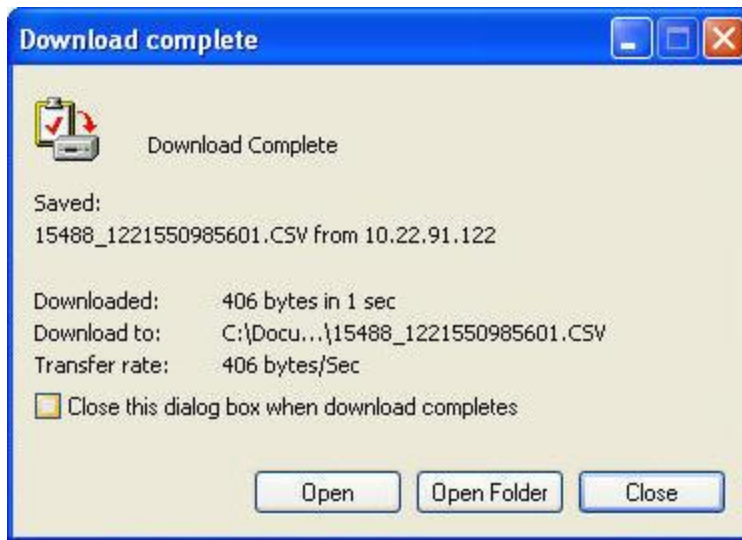 Download complete
Download Complete
Saved:
15488_1221550985601.CSV from 10.22.91.122
Downloaded: 406 bytes in 1 sec
Download to: C:\Docu...\15488_1221550985601.CSV
Transfer rate: 406 bytes/Sec
Close this dialog box when download completes
Open Open Folder Close